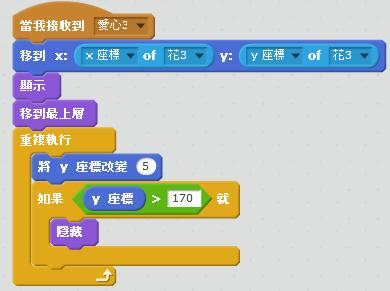 當我接收到 愛心3
移到 x: x 座標 of 花3 y: y 座標 of 花3
顯示
移到最上層
重複執行
將 y 座標改變 5
如果 y 座標 > 170 就
隱藏